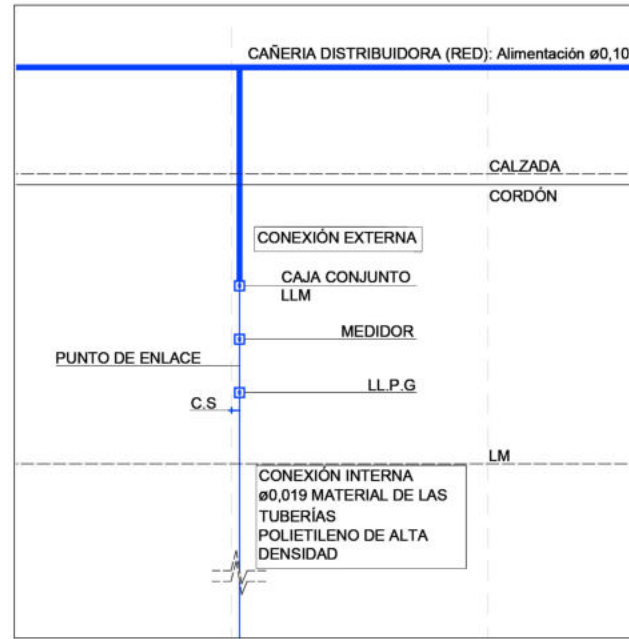 CAÑERIA DISTRIBUIDORA (RED): Alimentación ø0,10
CALZADA
CORDÓN
CONEXIÓN EXTERNA
CAJA CONJUNTO
LLM
MEDIDOR
PUNTO DE ENLACE
LL.P.G
C.S
LM
CONEXIÓN INTERNA
ø0,019 MATERIAL DE LAS
TUBERÍAS
POLIETILENO DE ALTA
DENSIDAD